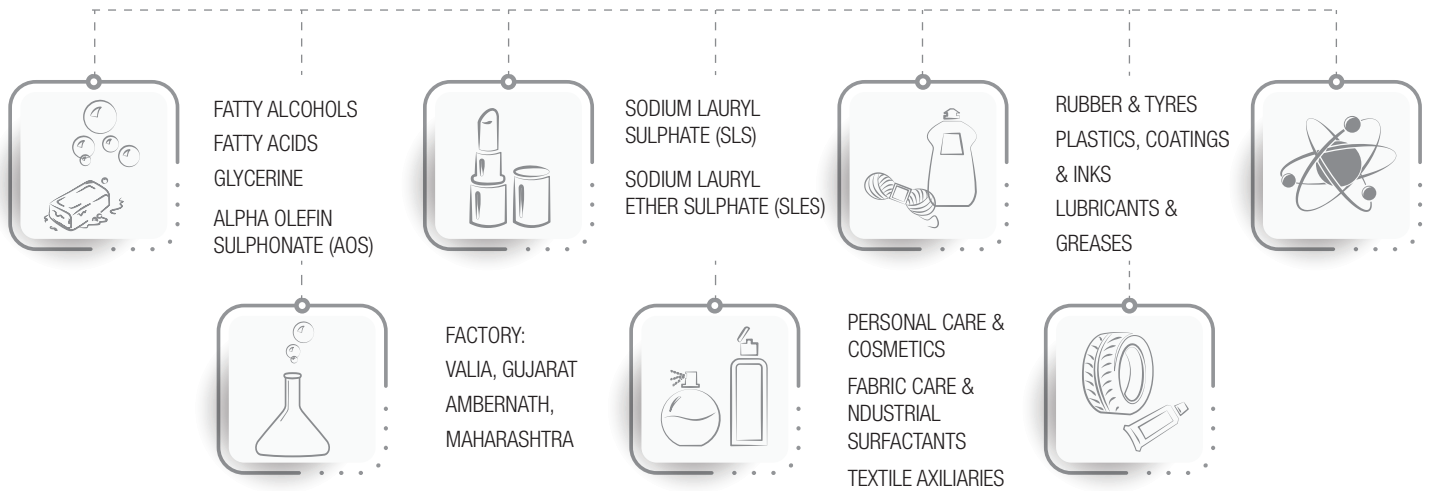 FATTY ALCOHOLS
FATTY ACIDS
GLYCERINE
ALPHA OLEFIN
SULPHONATE (AOS)
SODIUM LAURYL
SULPHATE (SLS)
SODIUM LAURYL
ETHER SULPHATE (SLES)
RUBBER & TYRES
PLASTICS, COATINGS
& INKS
LUBRICANTS &
GREASES
FACTORY:
VALIA, GUJARAT
AMBERNATH,
MAHARASHTRA
PERSONAL CARE &
COSMETICS
FABRIC CARE &
NDUSTRIAL
SURFACTANTS
TEXTILE AXILIARIES